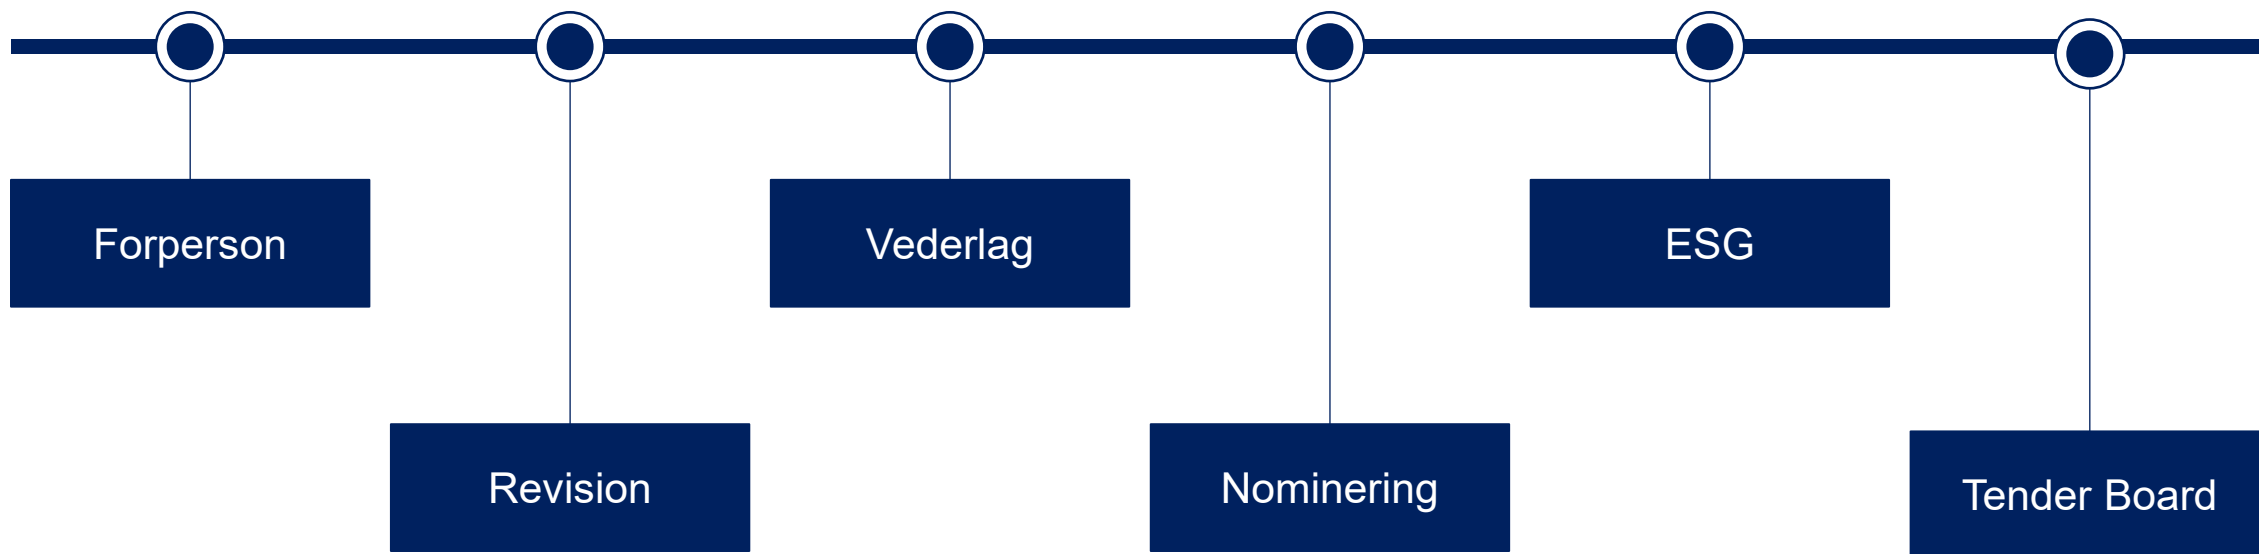 Forperson
Revision
Vederlag
Nominering
ESG
Tender Board